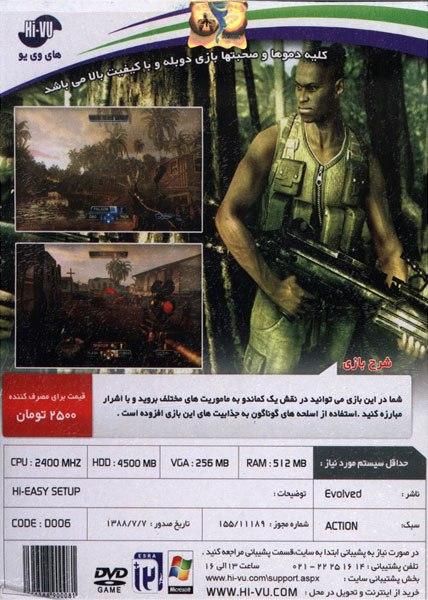 Hi-VU
های وی یو
کلیه دموها و صحبتها بازی دوبله و با کیفیت بالا می باشد
شرح بازی
شما در این بازی می توانید در نقش یک کماندو به ماموریت های مختلف بروید و با اشرار
مبارزه کنید . استفاده از اسلحه های گوناگون به جذابیت های این بازی افزوده است .
قیمت برای مصرف کننده
۲۵۰۰ تومان
حداقل سیستم مورد نیاز : RAM : 512 MB VGA : 256 MB HDD : 4500 MB CPU : 2400 MHZ
ناشر : Evolved توضیحات : HI-EASY SETUP
سبک: ACTION شماره مجوز : ۱۵۵/۱۱۱۸۹ تاریخ صدور : ۱۳۸۸/۷/۷ CODE : D006
در صورت نیاز به پشتیبانی ابتدا به سایت،قسمت پشتیبانی مراجعه کنید.
تلفن پشتیبانی : ۱۴ ۱۶ ۲۵ ۲۲ - ۰۲۱ ساعت ۱۳ الی ۱۶
بخش پشتیبانی سایت : www.hi-vu.com/support.aspx
خرید از اینترنت و تحویل در محل : WWW.HI-VU.COM
DVD
GAME
ESRA
Microsoft